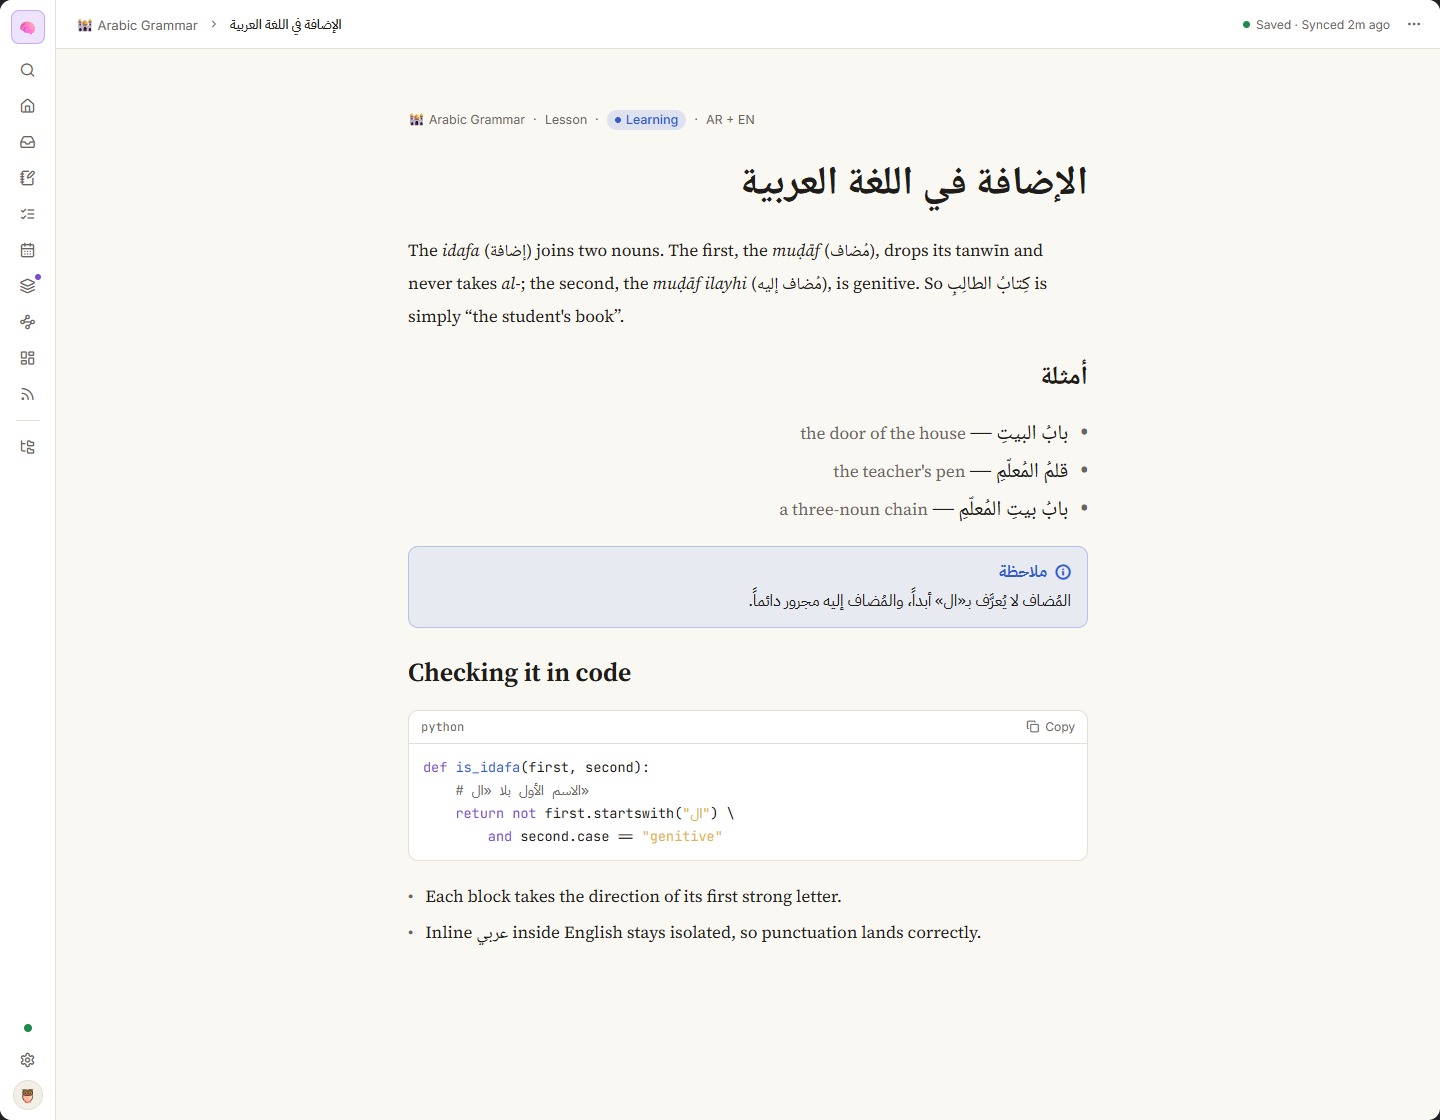 Arabic Grammar › الإضافة في اللغة العربية
Saved · Synced 2m ago
Arabic Grammar · Lesson · Learning · AR + EN
الإضافة في اللغة العربية
The idafa (إضافة) joins two nouns. The first, the muḍāf (مُضاف), drops its tanwīn and
never takes al-; the second, the muḍāf ilayhi (مُضاف إليه), is genitive. So كِتابُ الطالِبِ is
simply “the student's book”.
أمثلة
• بابُ البيتِ — the door of the house
• قلمُ المُعلّمِ — the teacher's pen
• بابُ بيتِ المُعلّمِ — a three-noun chain
ملاحظة
المُضاف لا يُعرَّف بـ«ال» أبداً، والمُضاف إليه مجرور دائماً.
Checking it in code
python
Copy
def is_idafa(first, second):
# الاسم الأول بلا «ال»
return not first.startswith("ال") \
and second.case == "genitive"
• Each block takes the direction of its first strong letter.
• Inline عربي inside English stays isolated, so punctuation lands correctly.